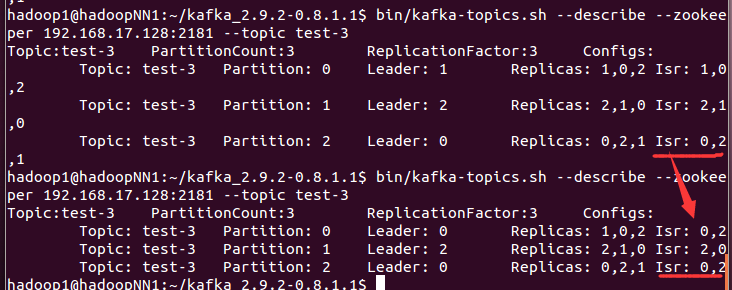 ,1
hadoop1@hadoopNN1:~/kafka_2.9.2-0.8.1.1$ bin/kafka-topics.sh --describe --zookee
per 192.168.17.128:2181 --topic test-3
Topic:test-3 PartitionCount:3 ReplicationFactor:3 Configs:
Topic: test-3 Partition: 0 Leader: 1 Replicas: 1,0,2 Isr: 1,0
,2
Topic: test-3 Partition: 1 Leader: 2 Replicas: 2,1,0 Isr: 2,1
,0
Topic: test-3 Partition: 2 Leader: 0 Replicas: 0,2,1 Isr: 0,2
,1
hadoop1@hadoopNN1:~/kafka_2.9.2-0.8.1.1$ bin/kafka-topics.sh --describe --zookee
per 192.168.17.128:2181 --topic test-3
Topic:test-3 PartitionCount:3 ReplicationFactor:3 Configs:
Topic: test-3 Partition: 0 Leader: 0 Replicas: 1,0,2 Isr: 0,2
Topic: test-3 Partition: 1 Leader: 2 Replicas: 2,1,0 Isr: 2,0
Topic: test-3 Partition: 2 Leader: 0 Replicas: 0,2,1 Isr: 0,2
hadoop1@hadoopNN1:~/kafka_2.9.2-0.8.1.1$